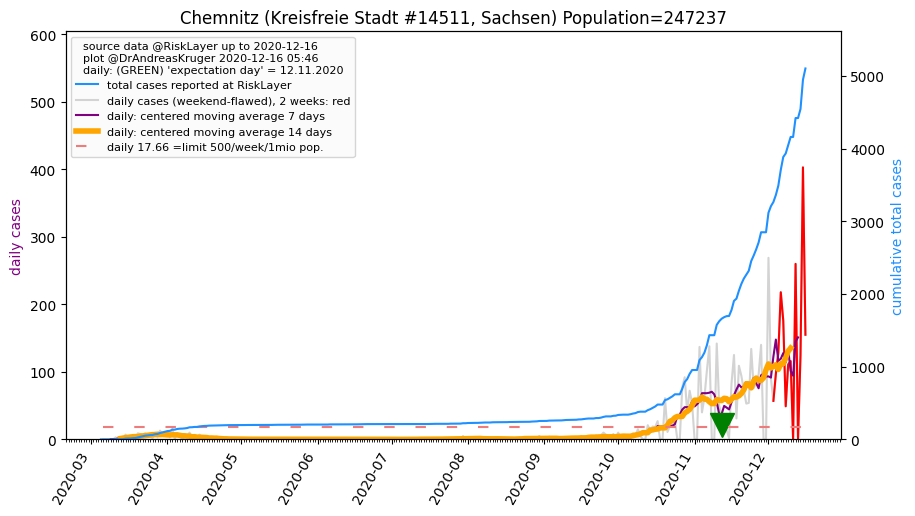 Chemnitz (Kreisfreie Stadt #14511, Sachsen) Population=247237
source data @RiskLayer up to 2020-12-16
plot @DrAndreasKruger 2020-12-16 05:46
daily: (GREEN) 'expectation day' = 12.11.2020
total cases reported at RiskLayer
daily cases (weekend-flawed), 2 weeks: red
daily: centered moving average 7 days
daily: centered moving average 14 days
daily 17.66 =limit 500/week/1mio pop.
daily cases
600
500
400
300
200
100
0
cumulative total cases
5000
4000
3000
2000
1000
0
2020-03
2020-04
2020-05
2020-06
2020-07
2020-08
2020-09
2020-10
2020-11
2020-12